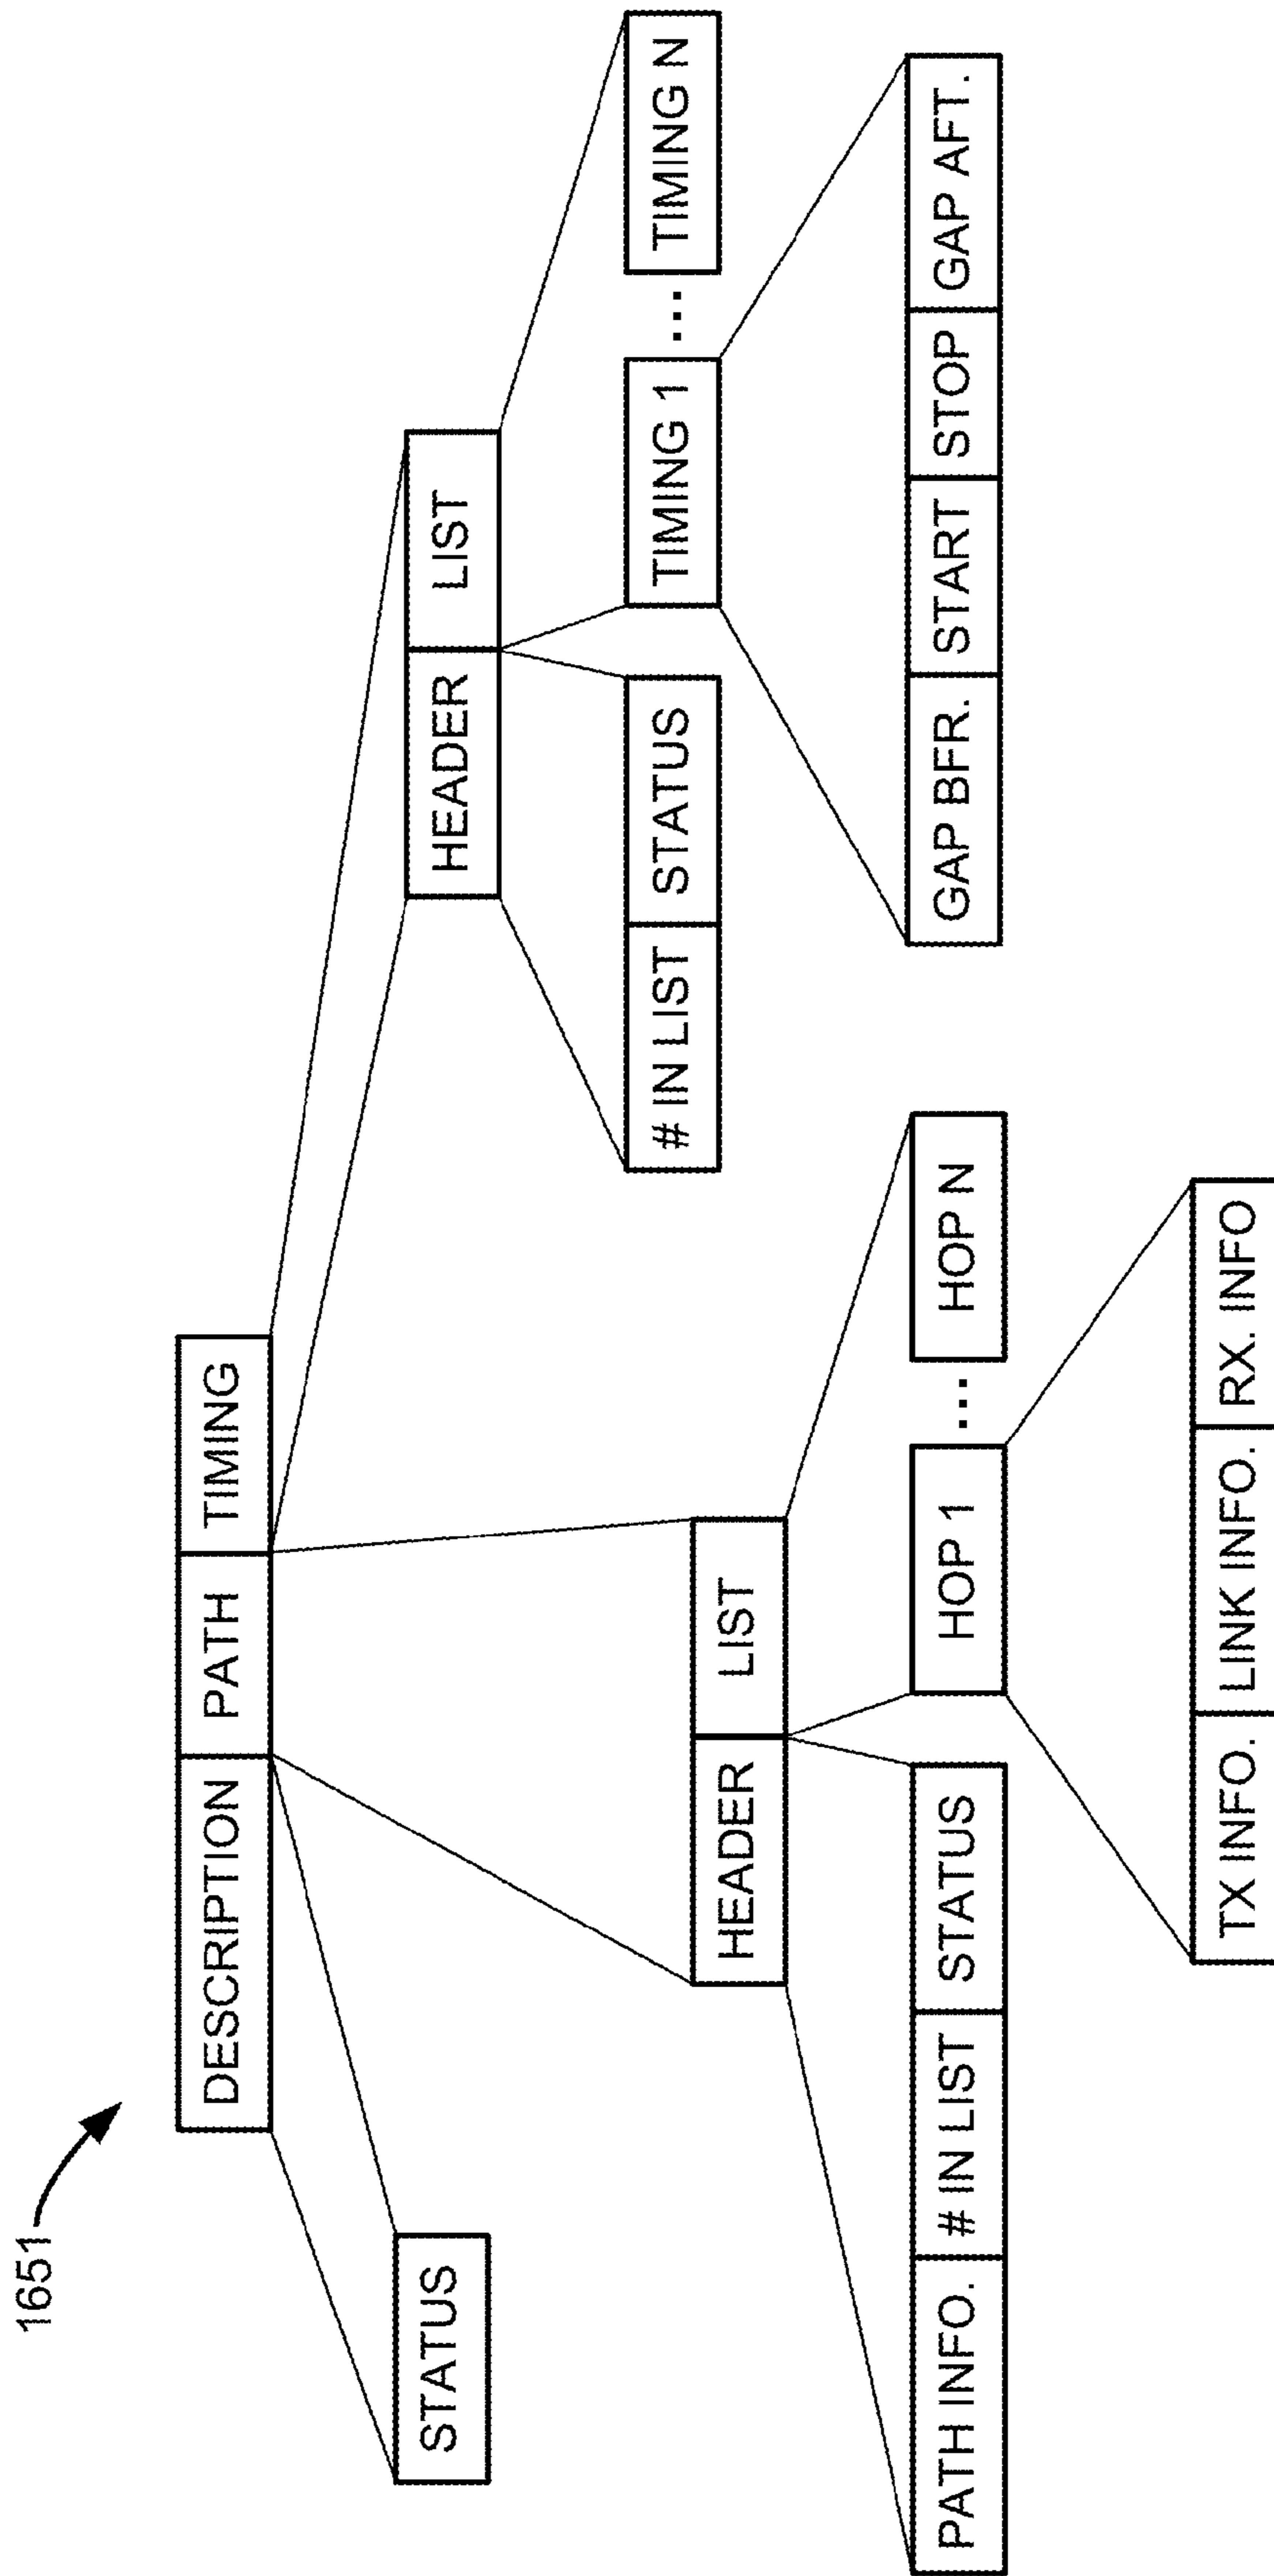 1651
DESCRIPTION PATH TIMING
STATUS
HEADER LIST
# IN LIST STATUS
TIMING 1 ... TIMING N
GAP BFR. START STOP GAP AFT.
HEADER LIST
PATH INFO. # IN LIST STATUS
HOP 1 ... HOP N
TX INFO. LINK INFO. RX. INFO